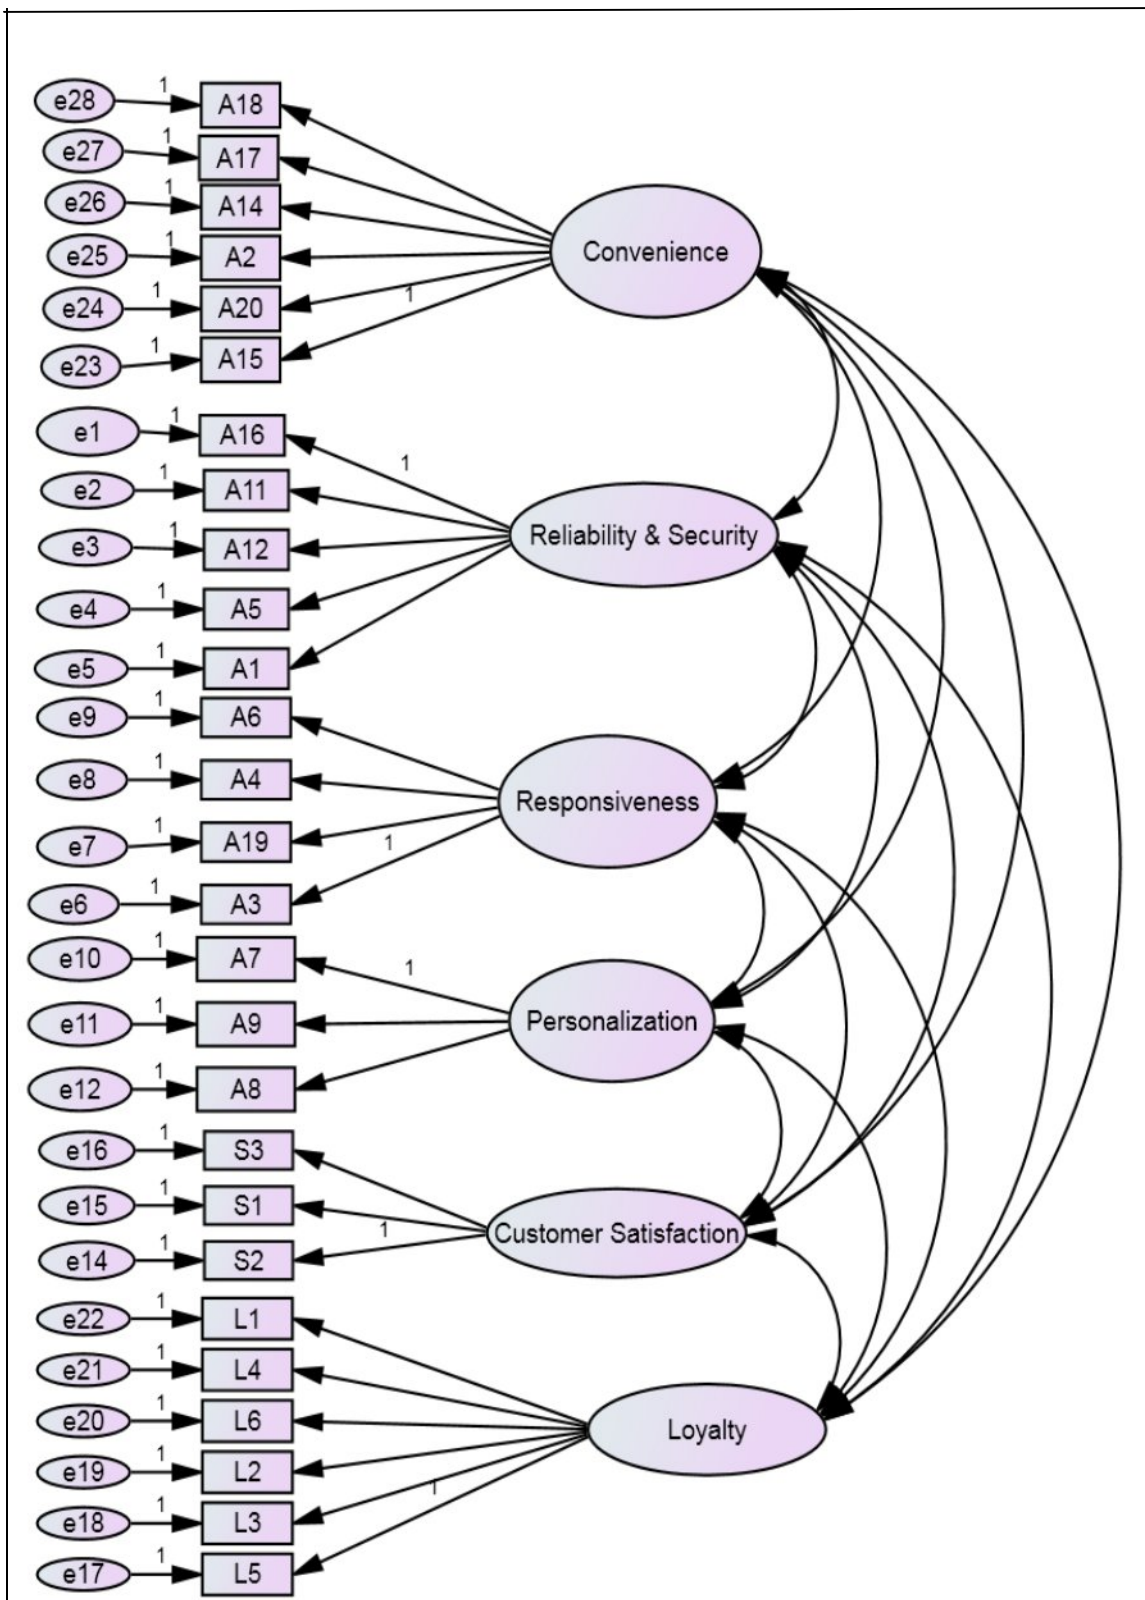 e28 1 A18
e27 1 A17
e26 1 A14
Convenience
e25 1 A2
e24 1 A20
1
e23 1 A15
e1 1 A16
1
e2 1 A11
Reliability & Security
e3 1 A12
e4 1 A5
e5 1 A1
e9 1 A6
e8 1 A4
Responsiveness
e7 1 A19
1
e6 1 A3
e10 1 A7
1
e11 1 A9
Personalization
e12 1 A8
e16 1 S3
e15 1 S1
1
Customer Satisfaction
e14 1 S2
e22 1 L1
e21 1 L4
e20 1 L6
Loyalty
e19 1 L2
1
e18 1 L3
e17 1 L5